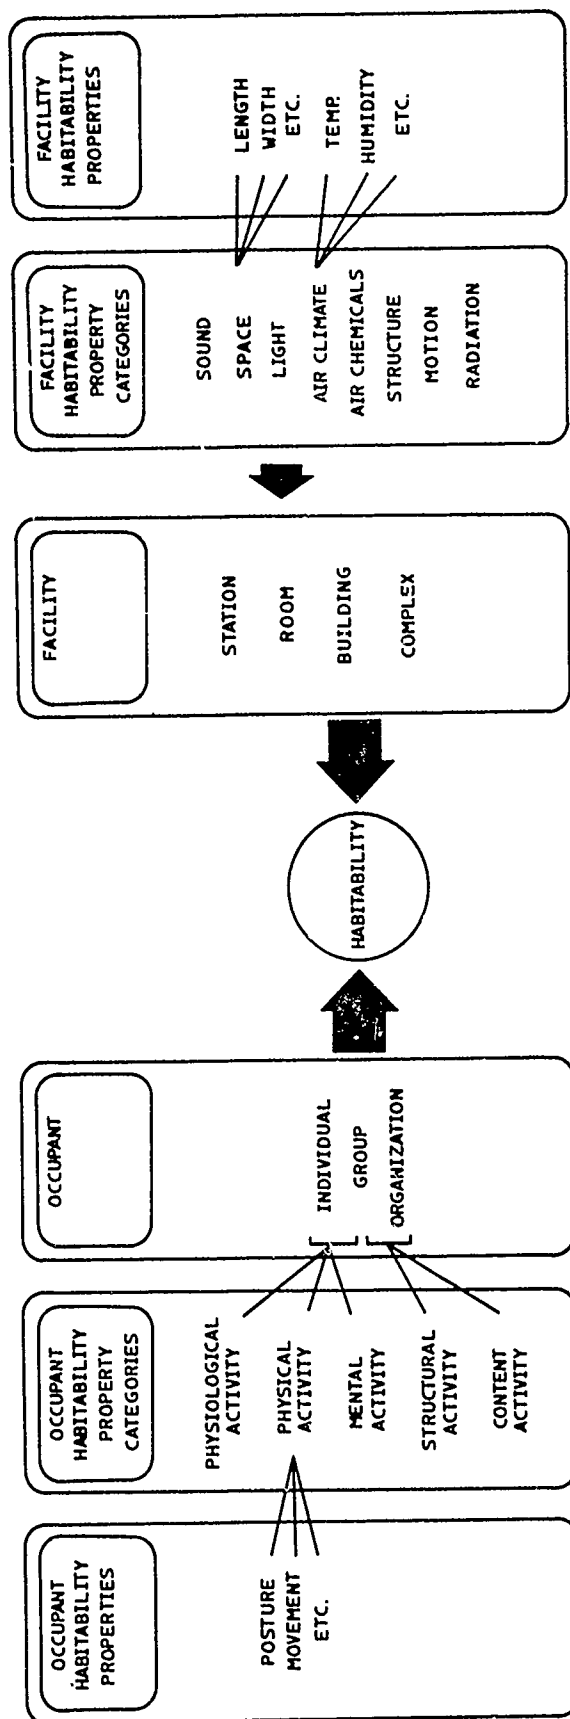 OCCUPANT
HABITABILITY
PROPERTIES
POSTURE
MOVEMENT
ETC.
OCCUPANT
HABITABILITY
PROPERTY
CATEGORIES
PHYSIOLOGICAL
ACTIVITY
PHYSICAL
ACTIVITY
MENTAL
ACTIVITY
STRUCTURAL
ACTIVITY
CONTENT
ACTIVITY
OCCUPANT
INDIVIDUAL
GROUP
ORGANIZATION
HABITABILITY
FACILITY
STATION
ROOM
BUILDING
COMPLEX
FACILITY
HABITABILITY
PROPERTY
CATEGORIES
SOUND
SPACE
LIGHT
AIR CLIMATE
AIR CHEMICALS
STRUCTURE
MOTION
RADIATION
FACILITY
HABITABILITY
PROPERTIES
LENGTH
WIDTH
ETC.
TEMP.
HUMIDITY
ETC.